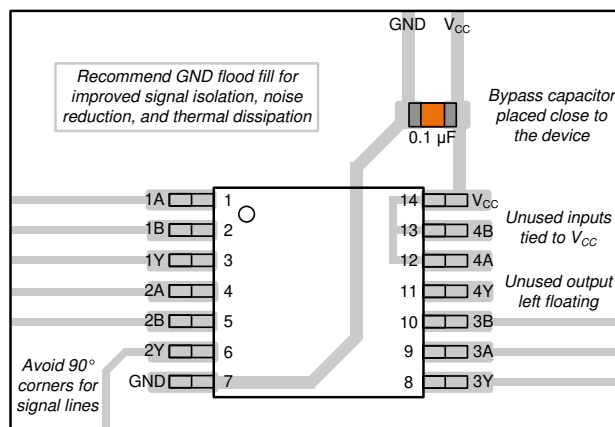 GND VCC
Recommend GND flood fill for
improved signal isolation, noise
reduction, and thermal dissipation
Bypass capacitor
placed close to
the device
0.1 µF
1A 1 14 VCC
1B 2 13 4B
1Y 3 12 4A
2A 4 11 4Y
2B 5 10 3B
2Y 6 9 3A
GND 7 8 3Y
Unused inputs
tied to VCC
Unused output
left floating
Avoid 90°
corners for
signal lines